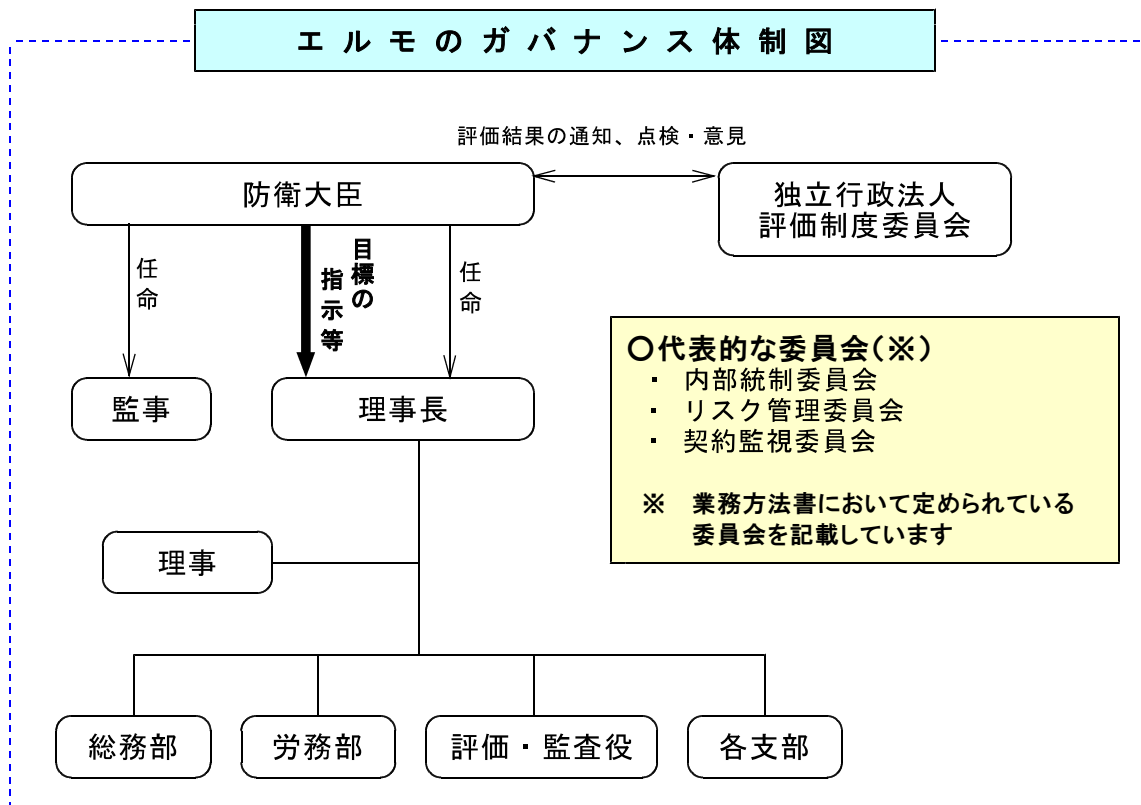 エルモのガバナンス体制図
評価結果の通知、点検・意見
防衛大臣
独立行政法人
評価制度委員会
任命
目標の
指示等
任命
監事
理事長
〇代表的な委員会(※)
・ 内部統制委員会
・ リスク管理委員会
・ 契約監視委員会
※ 業務方法書において定められている
委員会を記載しています
理事
総務部
労務部
評価・監査役
各支部